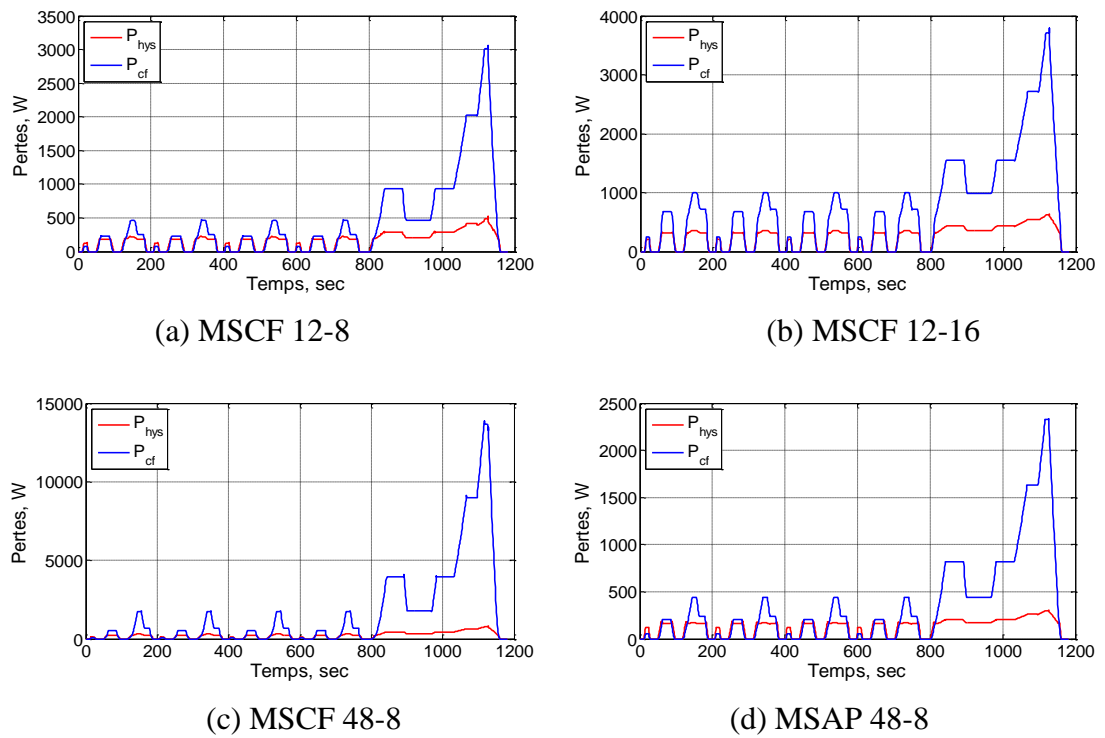 3500
3000
2500
2000
1500
1000
500
0
P_hys
P_cf
Pertes, W
0 200 400 600 800 1000 1200
Temps, sec
(a) MSCF 12-8
4000
3000
2000
1000
0
P_hys
P_cf
Pertes, W
0 200 400 600 800 1000 1200
Temps, sec
(b) MSCF 12-16
15000
10000
5000
0
P_hys
P_cf
Pertes, W
0 200 400 600 800 1000 1200
Temps, sec
(c) MSCF 48-8
2500
2000
1500
1000
500
0
P_hys
P_cf
Pertes, W
0 200 400 600 800 1000 1200
Temps, sec
(d) MSAP 48-8